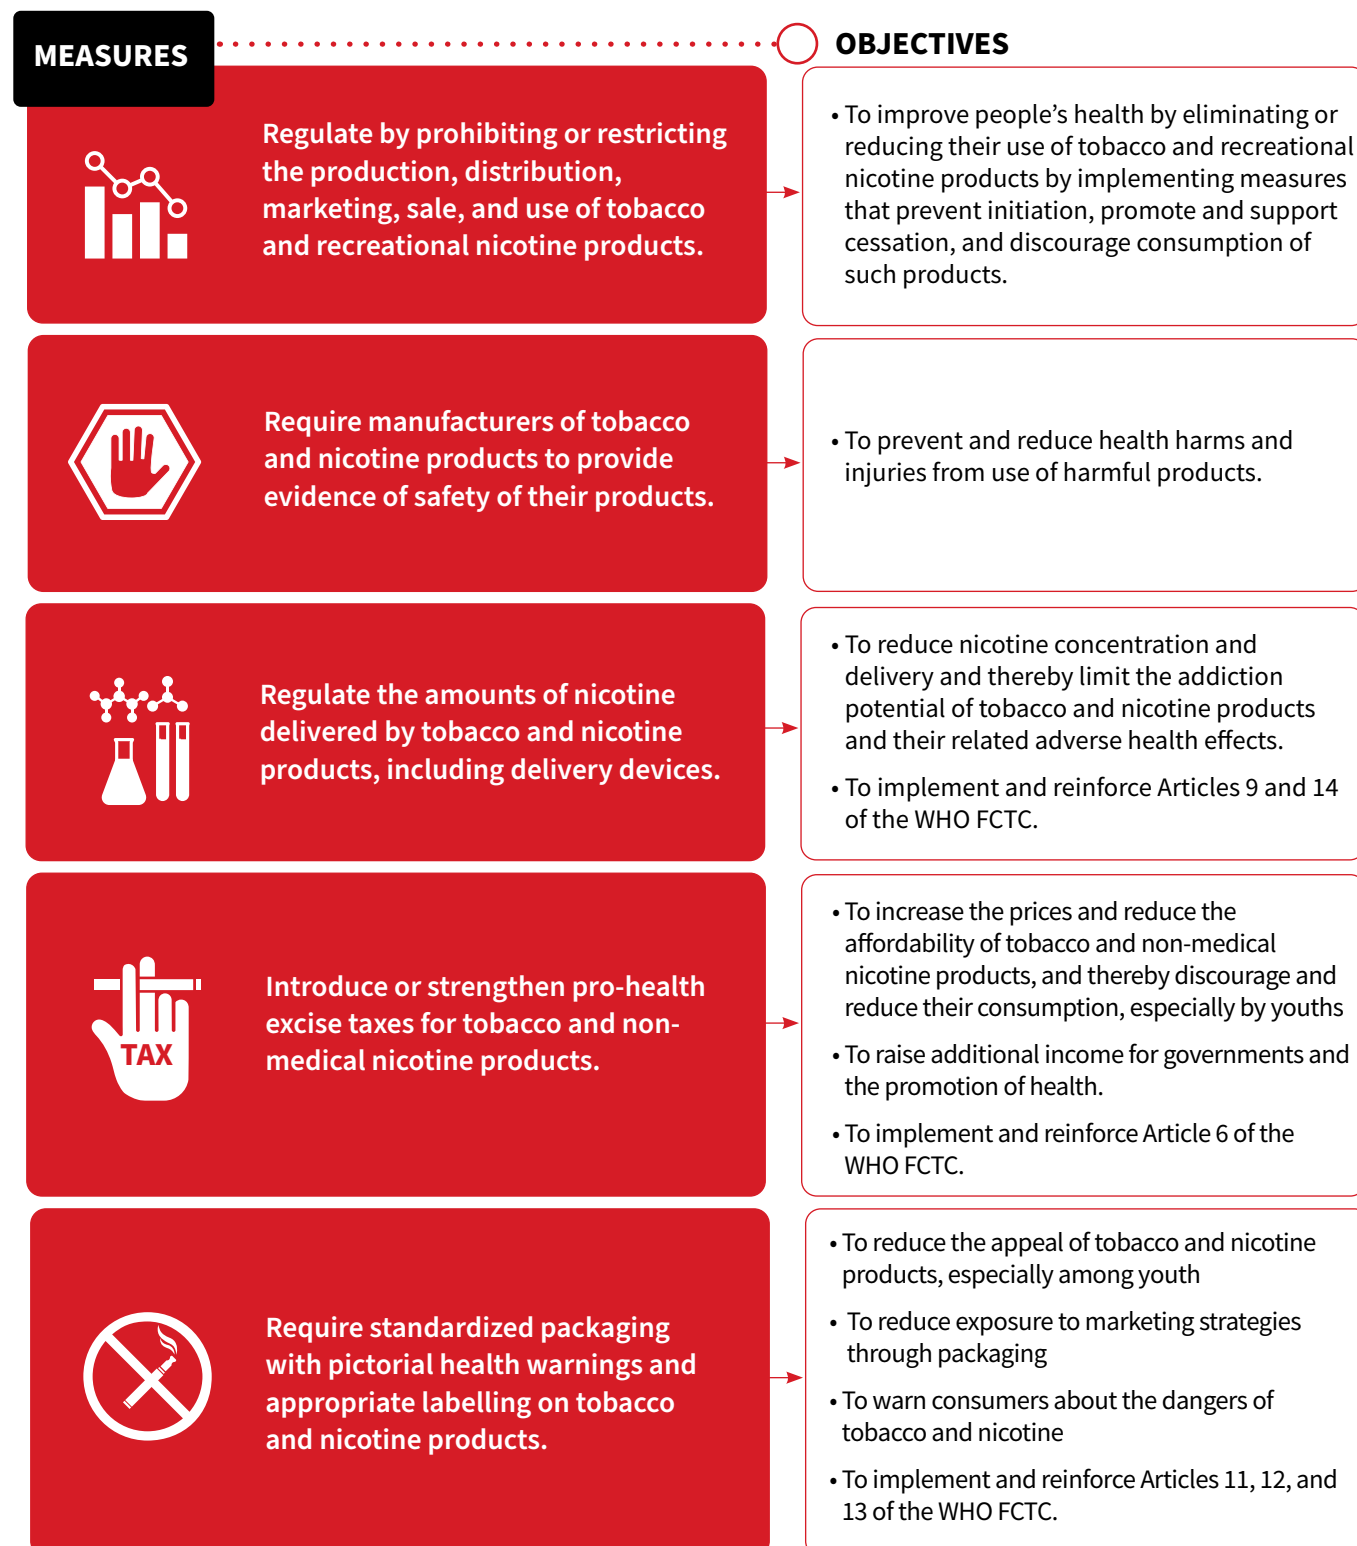 MEASURES
OBJECTIVES
Regulate by prohibiting or restricting
the production, distribution,
marketing, sale, and use of tobacco
and recreational nicotine products.
• To improve people’s health by eliminating or
reducing their use of tobacco and recreational
nicotine products by implementing measures
that prevent initiation, promote and support
cessation, and discourage consumption of
such products.
Require manufacturers of tobacco
and nicotine products to provide
evidence of safety of their products.
• To prevent and reduce health harms and
injuries from use of harmful products.
Regulate the amounts of nicotine
delivered by tobacco and nicotine
products, including delivery devices.
• To reduce nicotine concentration and
delivery and thereby limit the addiction
potential of tobacco and nicotine products
and their related adverse health effects.
• To implement and reinforce Articles 9 and 14
of the WHO FCTC.
TAX
Introduce or strengthen pro-health
excise taxes for tobacco and non-
medical nicotine products.
• To increase the prices and reduce the
affordability of tobacco and non-medical
nicotine products, and thereby discourage and
reduce their consumption, especially by youths
• To raise additional income for governments and
the promotion of health.
• To implement and reinforce Article 6 of the
WHO FCTC.
Require standardized packaging
with pictorial health warnings and
appropriate labelling on tobacco
and nicotine products.
• To reduce the appeal of tobacco and nicotine
products, especially among youth
• To reduce exposure to marketing strategies
through packaging
• To warn consumers about the dangers of
tobacco and nicotine
• To implement and reinforce Articles 11, 12, and
13 of the WHO FCTC.